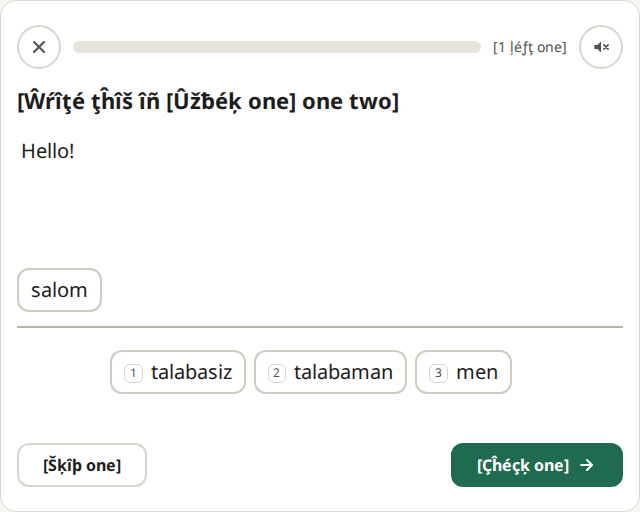 [1 ļéƒţ one]
[Ŵŕîţé ţĥîš îñ [Ûžƀéķ one] one two]
Hello!
salom
1 talabasiz 2 talabaman 3 men
[Šķîþ one] [Çĥéçķ one]